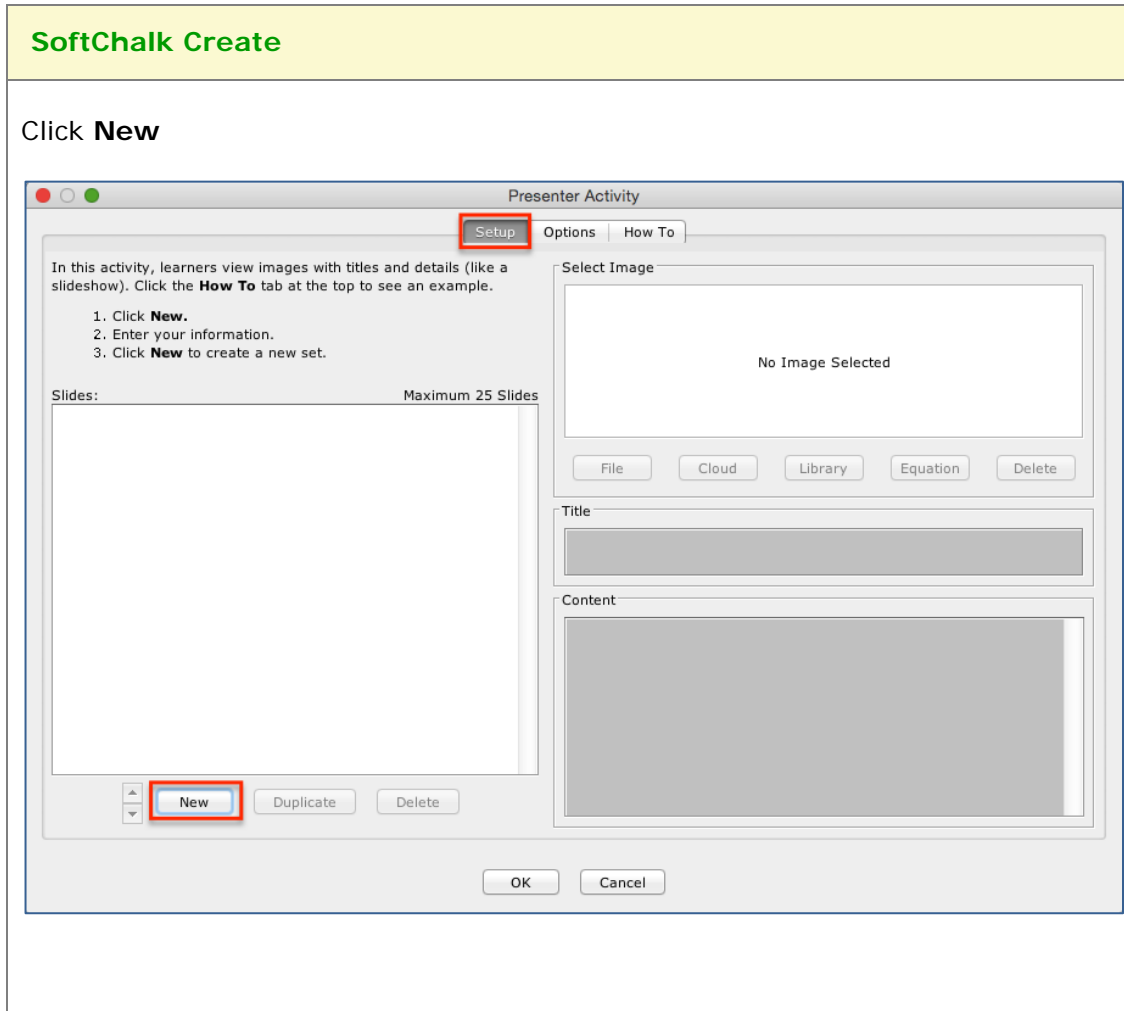 SoftChalk Create
Click New
Presenter Activity
Setup Options How To
In this activity, learners view images with titles and details (like a
slideshow). Click the How To tab at the top to see an example.
1. Click New.
2. Enter your information.
3. Click New to create a new set.
Slides: Maximum 25 Slides
New Duplicate Delete
Select Image
No Image Selected
File Cloud Library Equation Delete
Title
Content
OK Cancel